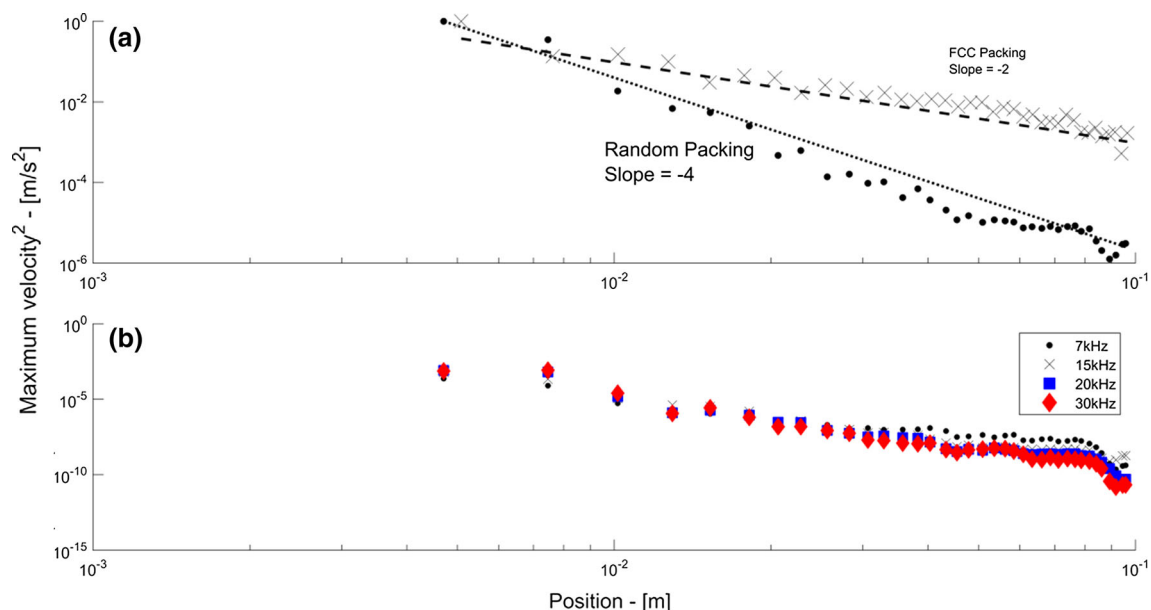 (a)
10^0
10^-2
10^-4
10^-6
10^-3
10^-2
10^-1
FCC Packing
Slope = -2
Random Packing
Slope = -4
Maximum velocity^2 - [m/s^2]
(b)
10^0
10^-5
10^-10
10^-15
10^-3
10^-2
10^-1
7kHz
15kHz
20kHz
30kHz
Position - [m]